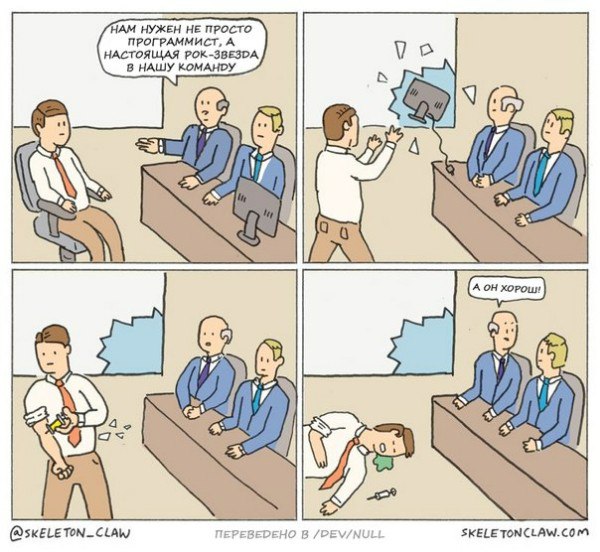 НАМ НУЖЕН НЕ ПРОСТО
ПРОГРАММИСТ, А
НАСТОЯЩАЯ РОК-ЗВЕЗДА
В НАШУ КОМАНДУ
А ОН ХОРОШ!
@SKELETON_CLAW
ПЕРЕВЕДЕНО В /DEV/NULL
SKELETONCLAW.COM